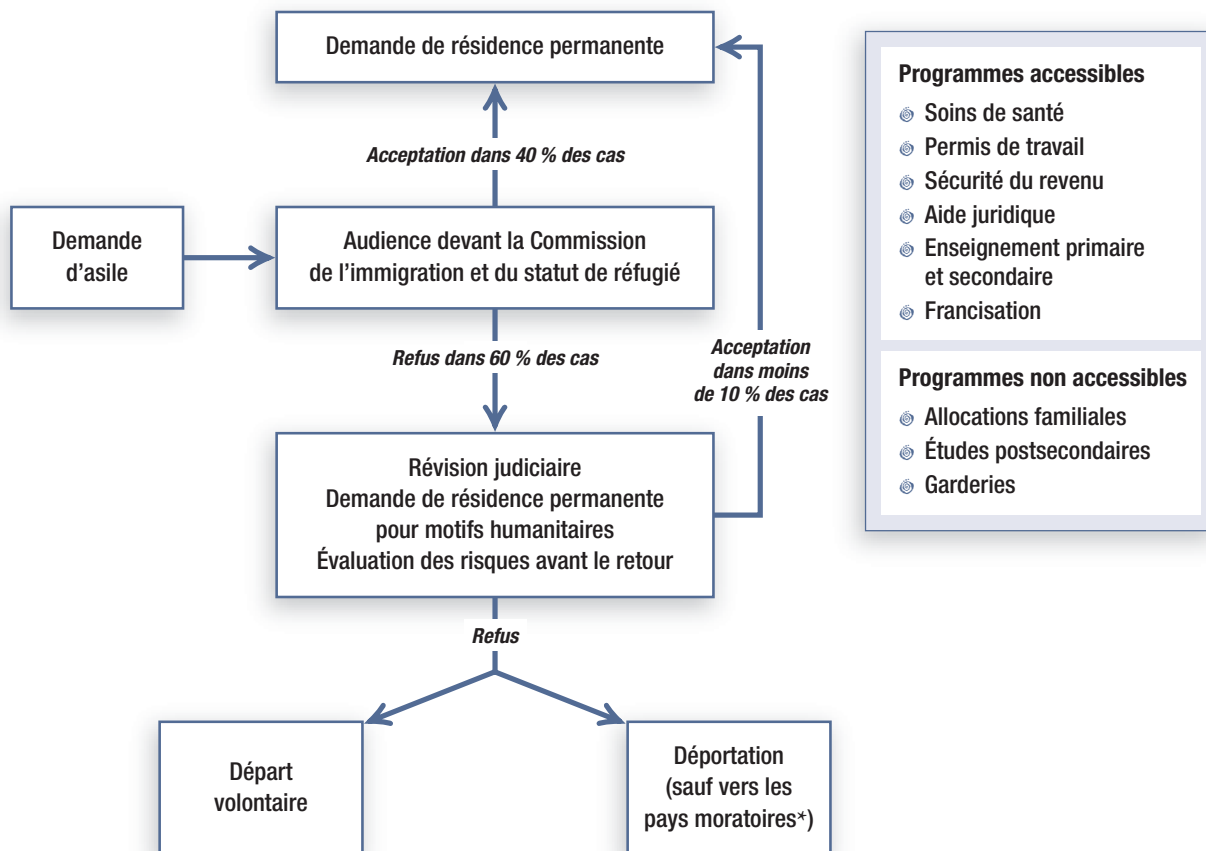 Demande de résidence permanente
Acceptation dans 40 % des cas
Demande
d'asile
Audience devant la Commission
de l'immigration et du statut de réfugié
Refus dans 60 % des cas
Acceptation
dans moins
de 10 % des cas
Révision judiciaire
Demande de résidence permanente
pour motifs humanitaires
Évaluation des risques avant le retour
Refus
Départ
volontaire
Déportation
(sauf vers les
pays moratoires*)
Programmes accessibles
Soins de santé
Permis de travail
Sécurité du revenu
Aide juridique
Enseignement primaire
et secondaire
Francisation
Programmes non accessibles
Allocations familiales
Études postsecondaires
Garderies